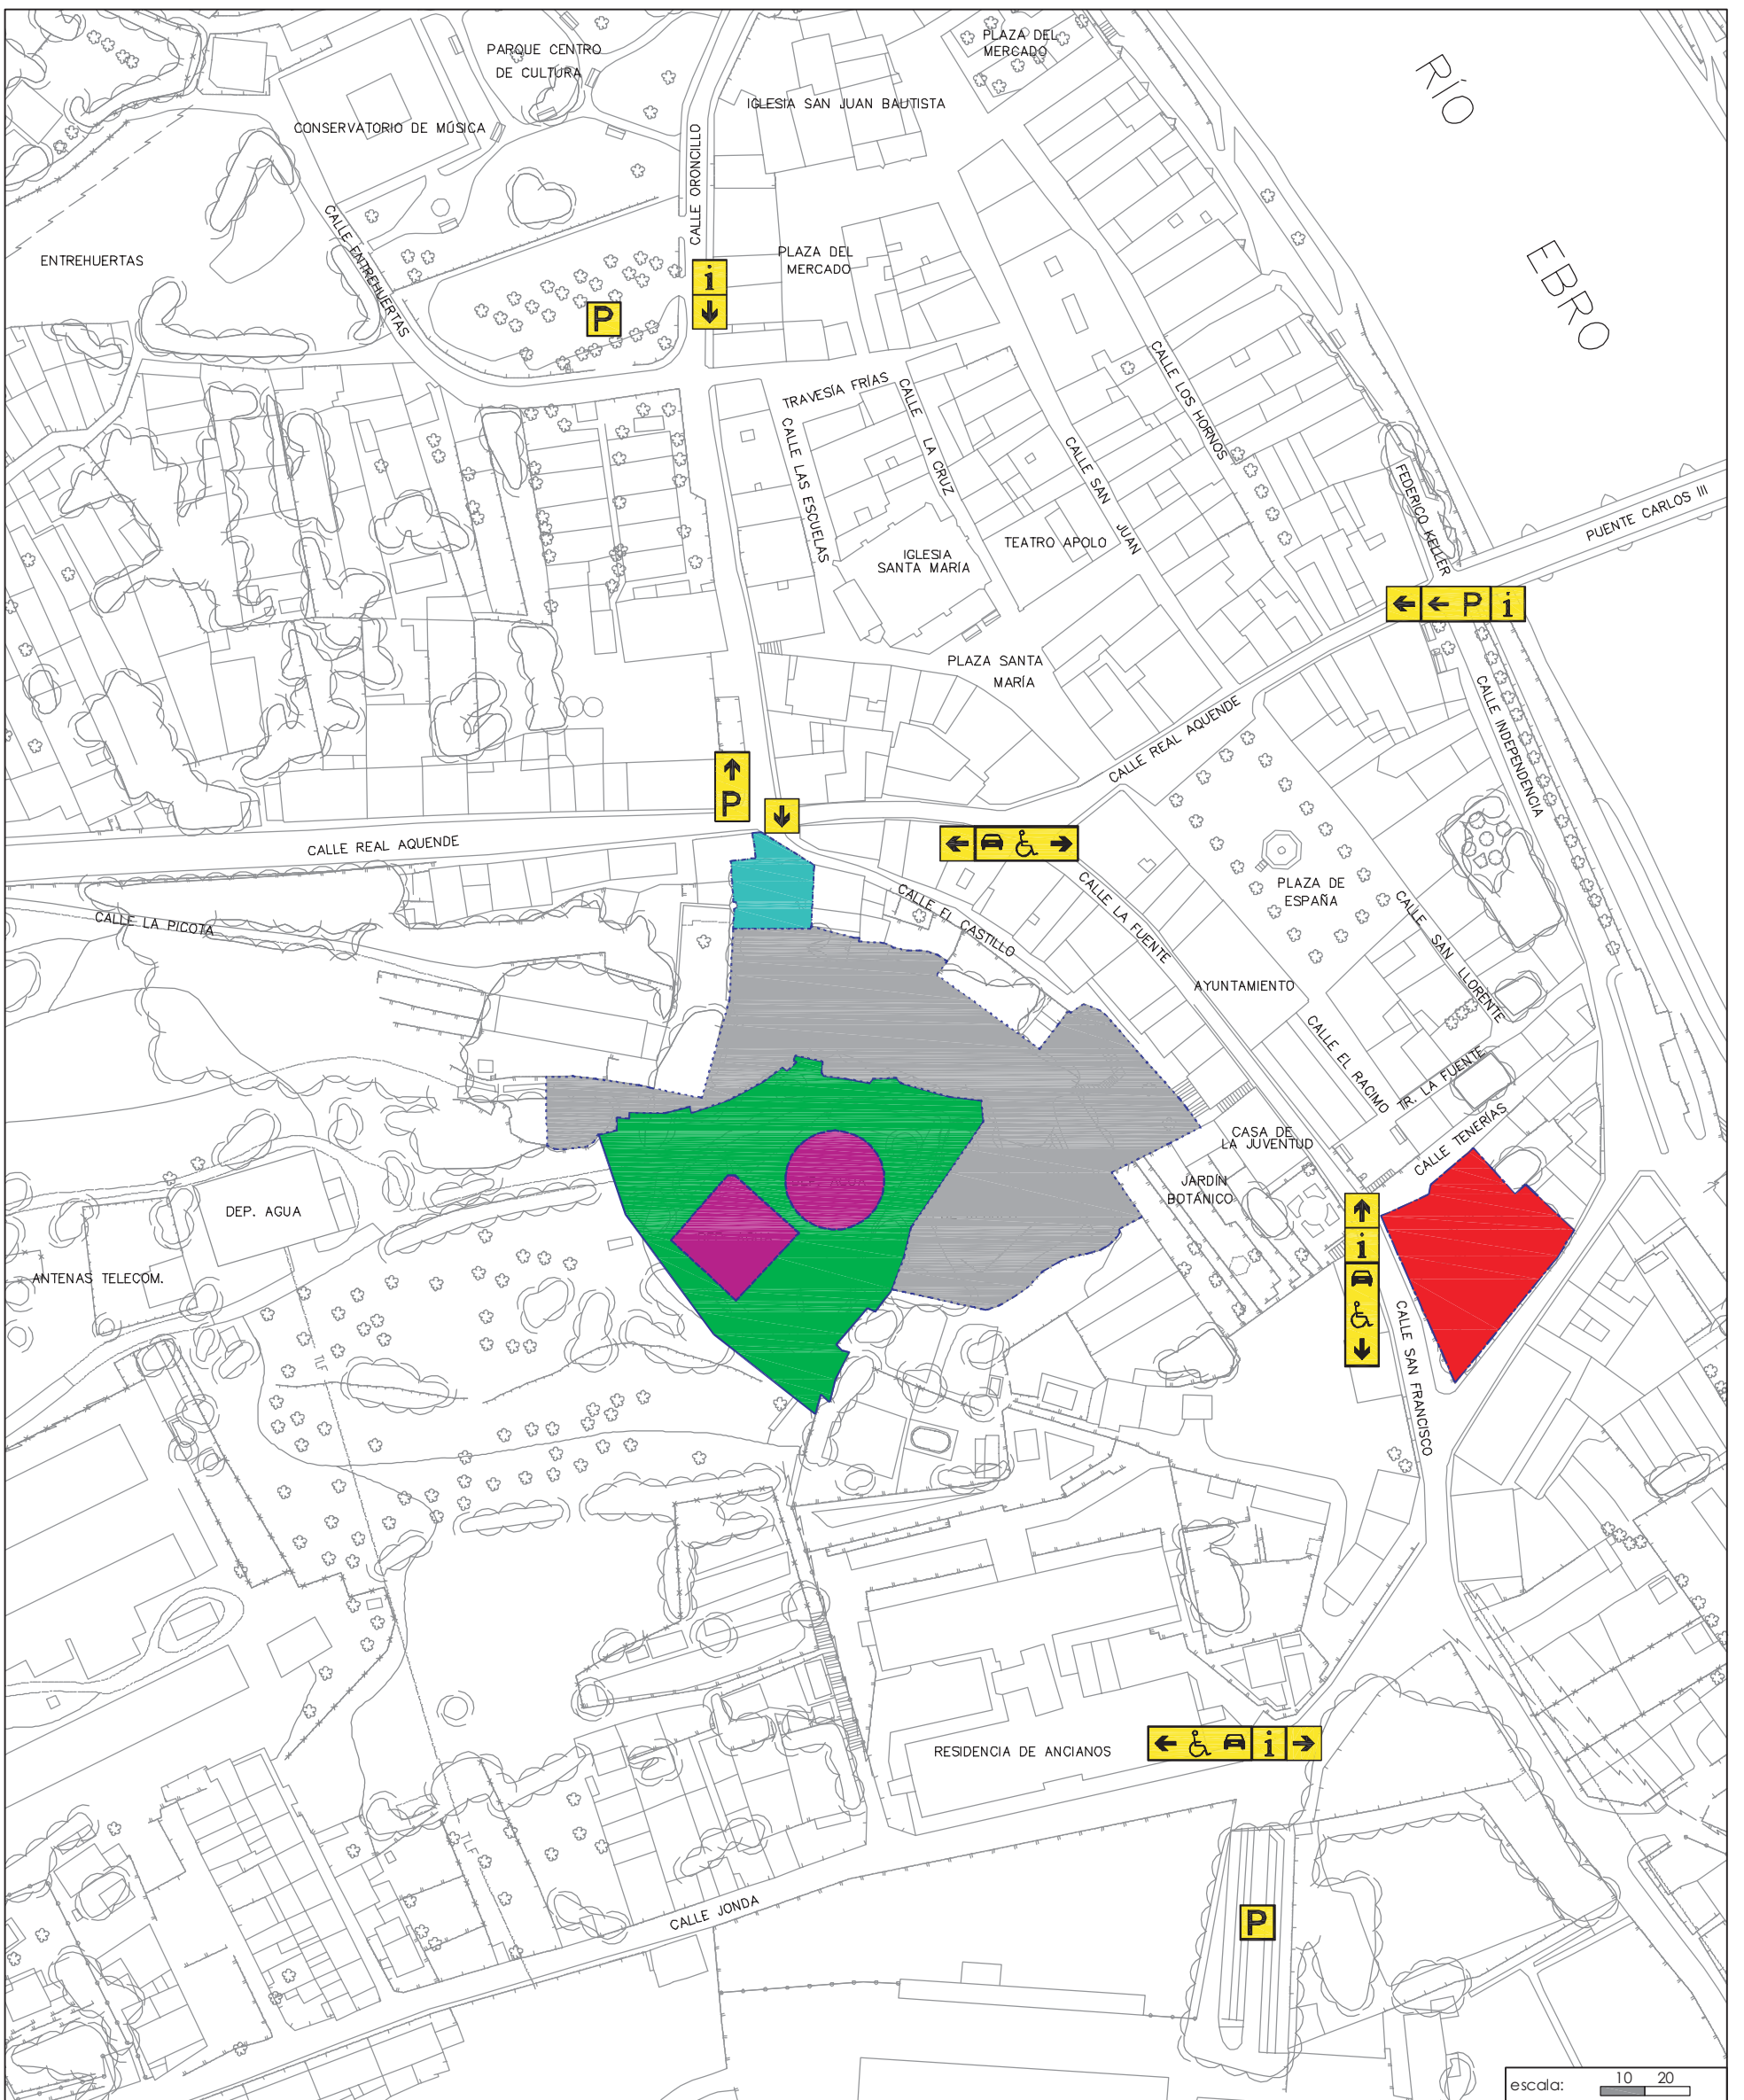 PARQUE CENTRO
DE CULTURA
PLAZA DEL
MERCADO
RÍO
EBRO
IGLESIA SAN JUAN BAUTISTA
CONSERVATORIO DE MÚSICA
CALLE ORONCILLO
CALLE ENTREHUERTAS
ENTREHUERTAS
PLAZA DEL
MERCADO
i
P
TRAVESÍA FRÍAS
CALLE LA CRUZ
CALLE LAS ESCUELAS
CALLE LOS HORNOS
CALLE SAN JUAN
FEDERICO KELLER
PUENTE CARLOS III
TEATRO APOLO
IGLESIA
SANTA MARÍA
P i
PLAZA SANTA
MARÍA
CALLE REAL AQUENDE
CALLE INDEPENDENCIA
P
CALLE REAL AQUENDE
PLAZA DE
ESPAÑA
CALLE LA PICOTA
CALLE EL CASTILLO
CALLE LA FUENTE
CALLE SAN LLORENTE
AYUNTAMIENTO
CALLE EL RACIMO
TR. LA FUENTE
CALLE TENERÍAS
CASA DE
LA JUVENTUD
JARDÍN
BOTÁNICO
DEP. AGUA
i
ANTENAS TELECOM.
TLF
CALLE SAN FRANCISCO
RESIDENCIA DE ANCIANOS
i
CALLE JONDA
P
escala:
10 20